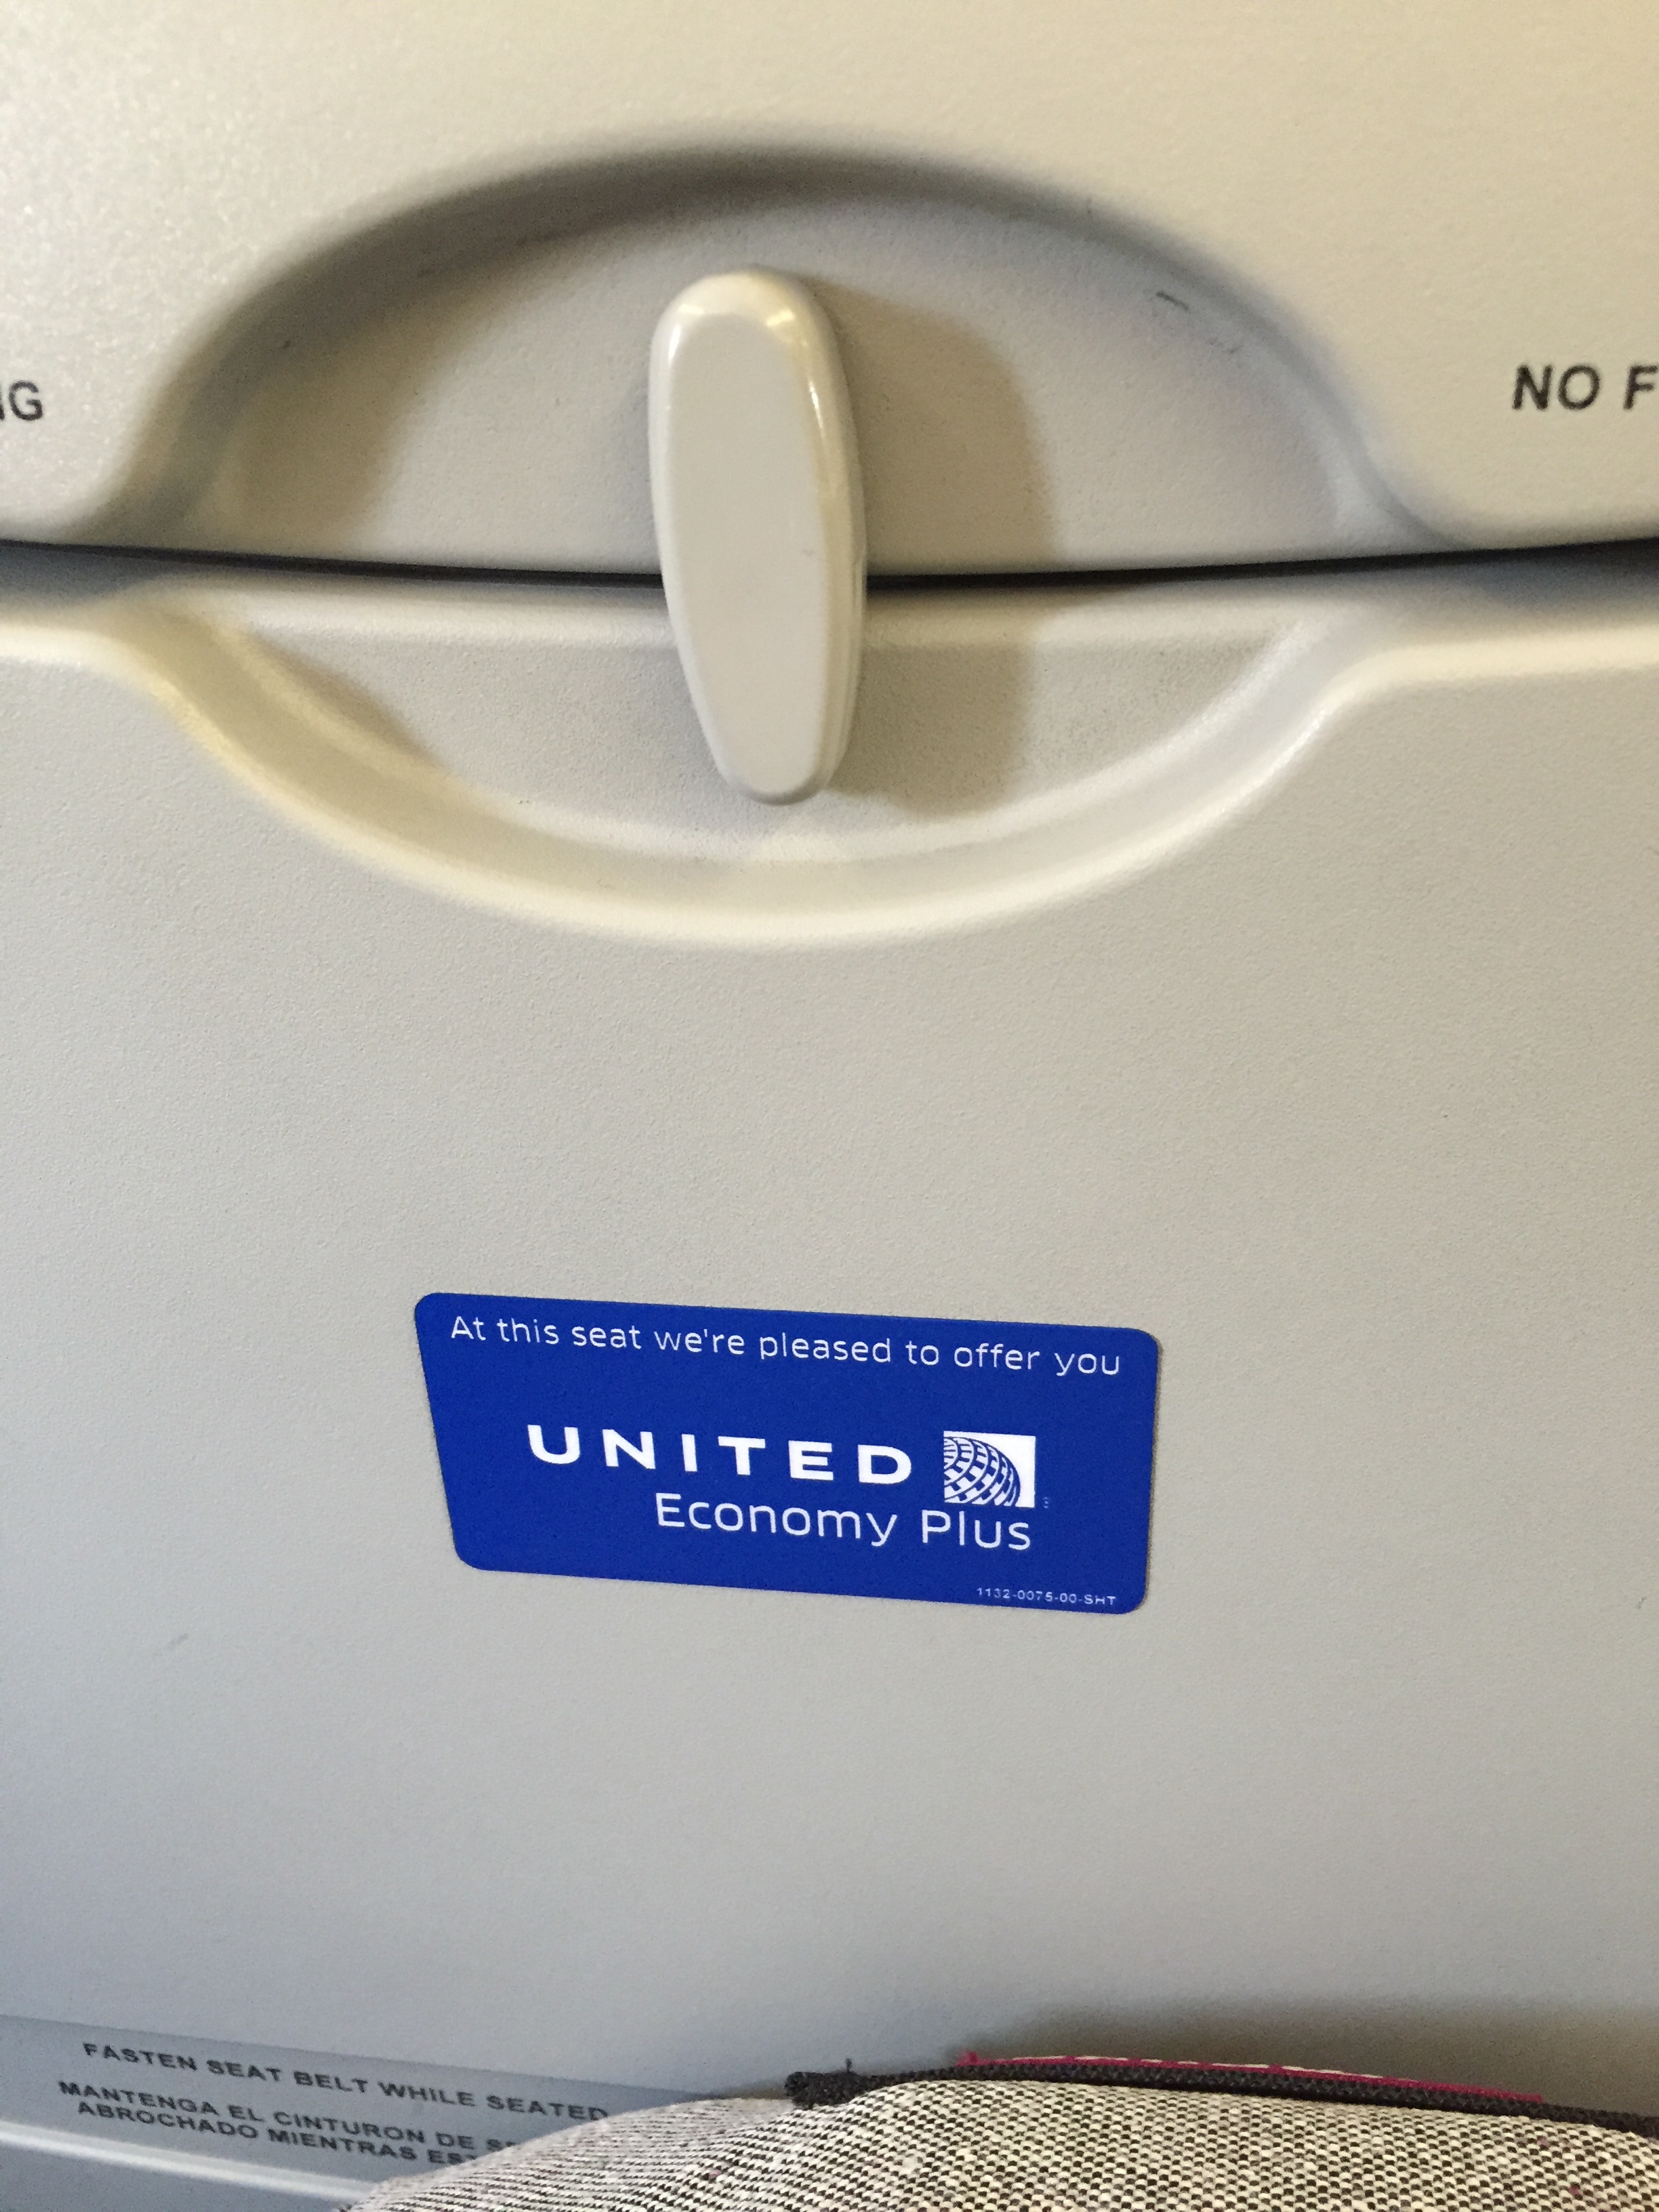 NO F
At this seat we're pleased to offer you
UNITED
Economy Plus
1132-0075-00-SHT
FASTEN SEAT BELT WHILE SEATED
MANTENGA EL CINTURON DE
ABROCHADO MIENTRAS